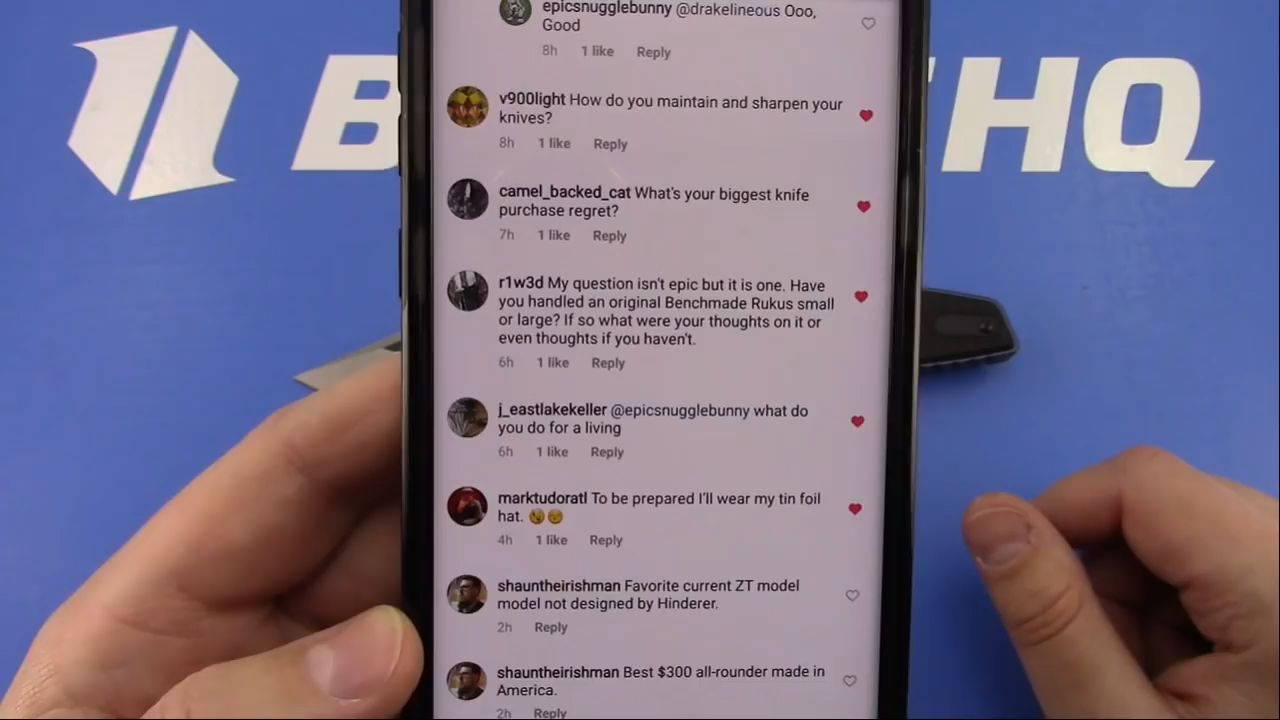 B HQ
epicsnugglebunny @drakelineous Ooo,
Good
8h 1 like Reply
v900light How do you maintain and sharpen your
knives?
8h 1 like Reply
camel_backed_cat What's your biggest knife
purchase regret?
7h 1 like Reply
r1w3d My question isn't epic but it is one. Have
you handled an original Benchmade Rukus small
or large? If so what were your thoughts on it or
even thoughts if you haven't.
6h 1 like Reply
j_eastlakekeller @epicsnugglebunny what do
you do for a living
6h 1 like Reply
marktudoratl To be prepared I'll wear my tin foil
hat. 😜😉
4h 1 like Reply
shauntheirishman Favorite current ZT model
model not designed by Hinderer.
2h Reply
shauntheirishman Best $300 all-rounder made in
America.
2h Reply